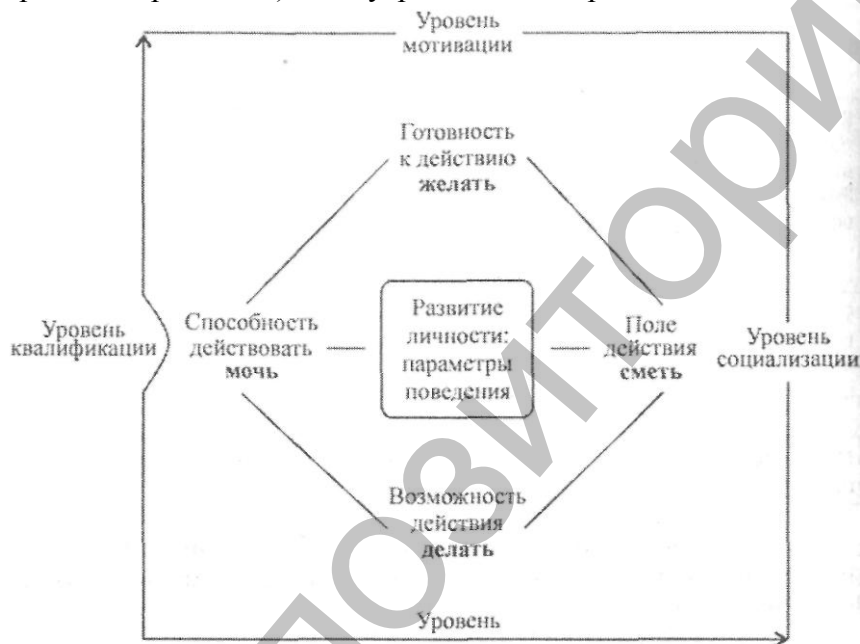 Уровень
мотивации
Готовность
к действию
желать
Уровень
квалификации
Способность
действовать
мочь
Развитие
личности:
параметры
поведения
Поле
действия
сметь
Уровень
социализации
Возможность
действия
делать
Уровень